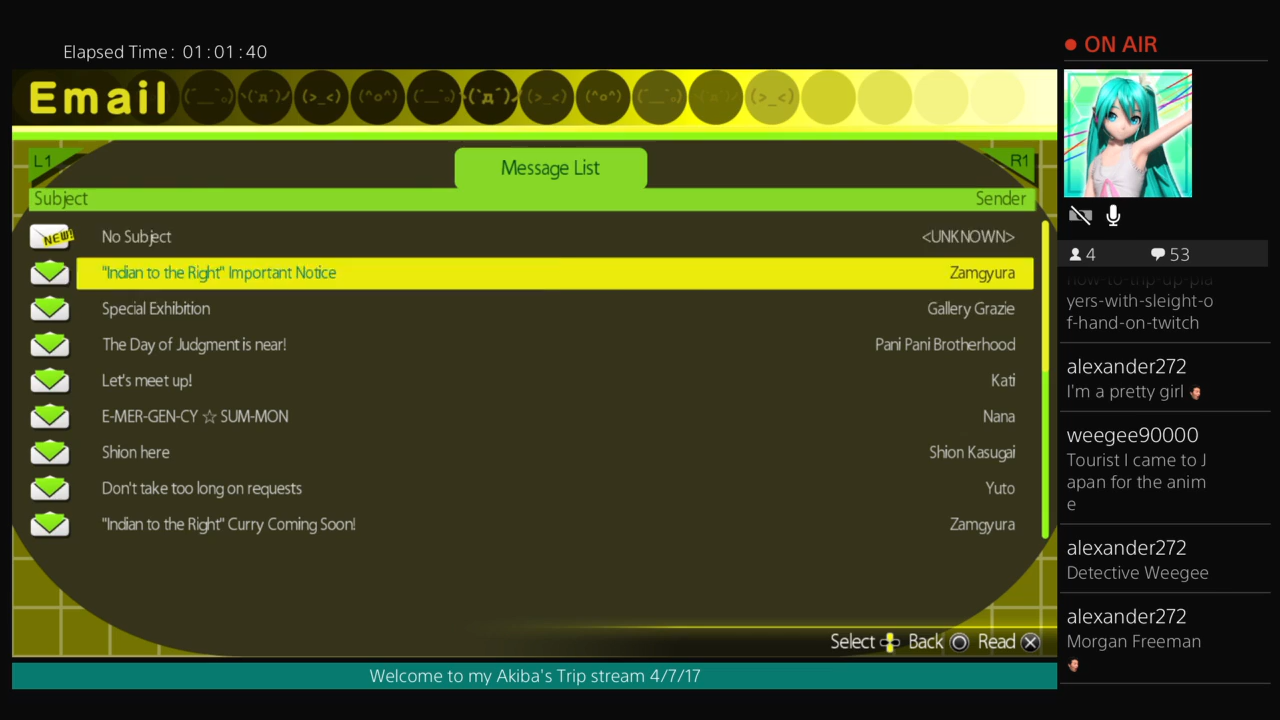 Elapsed Time: 01:01:40
ON AIR
Email
L1
Message List
R1
Subject
Sender
NEW!
No Subject
<UNKNOWN>
"Indian to the Right" Important Notice
Zamgyura
Special Exhibition
Gallery Grazie
The Day of Judgment is near!
Pani Pani Brotherhood
Let's meet up!
Kati
E-MER-GEN-CY ☆ SUM-MON
Nana
Shion here
Shion Kasugai
Don't take too long on requests
Yuto
"Indian to the Right" Curry Coming Soon!
Zamgyura
Select Back Read
Welcome to my Akiba's Trip stream 4/7/17
4 53
how-to-trip-up-pla
yers-with-sleight-o
f-hand-on-twitch
alexander272
I'm a pretty girl
weegee90000
Tourist I came to J
apan for the anim
e
alexander272
Detective Weegee
alexander272
Morgan Freeman